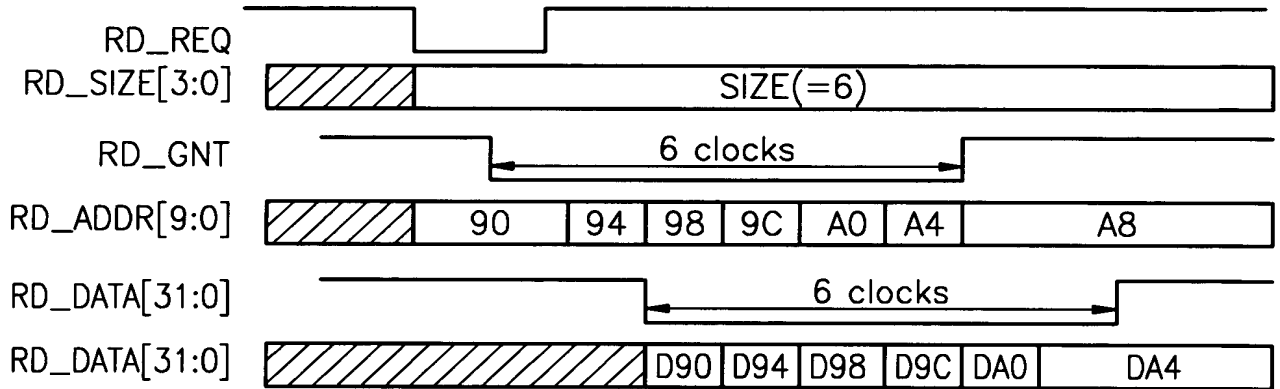 RD_REQ
RD_SIZE[3:0] SIZE(=6)
RD_GNT 6 clocks
RD_ADDR[9:0] 90 94 98 9C A0 A4 A8
RD_DATA[31:0] 6 clocks
RD_DATA[31:0] D90 D94 D98 D9C DA0 DA4